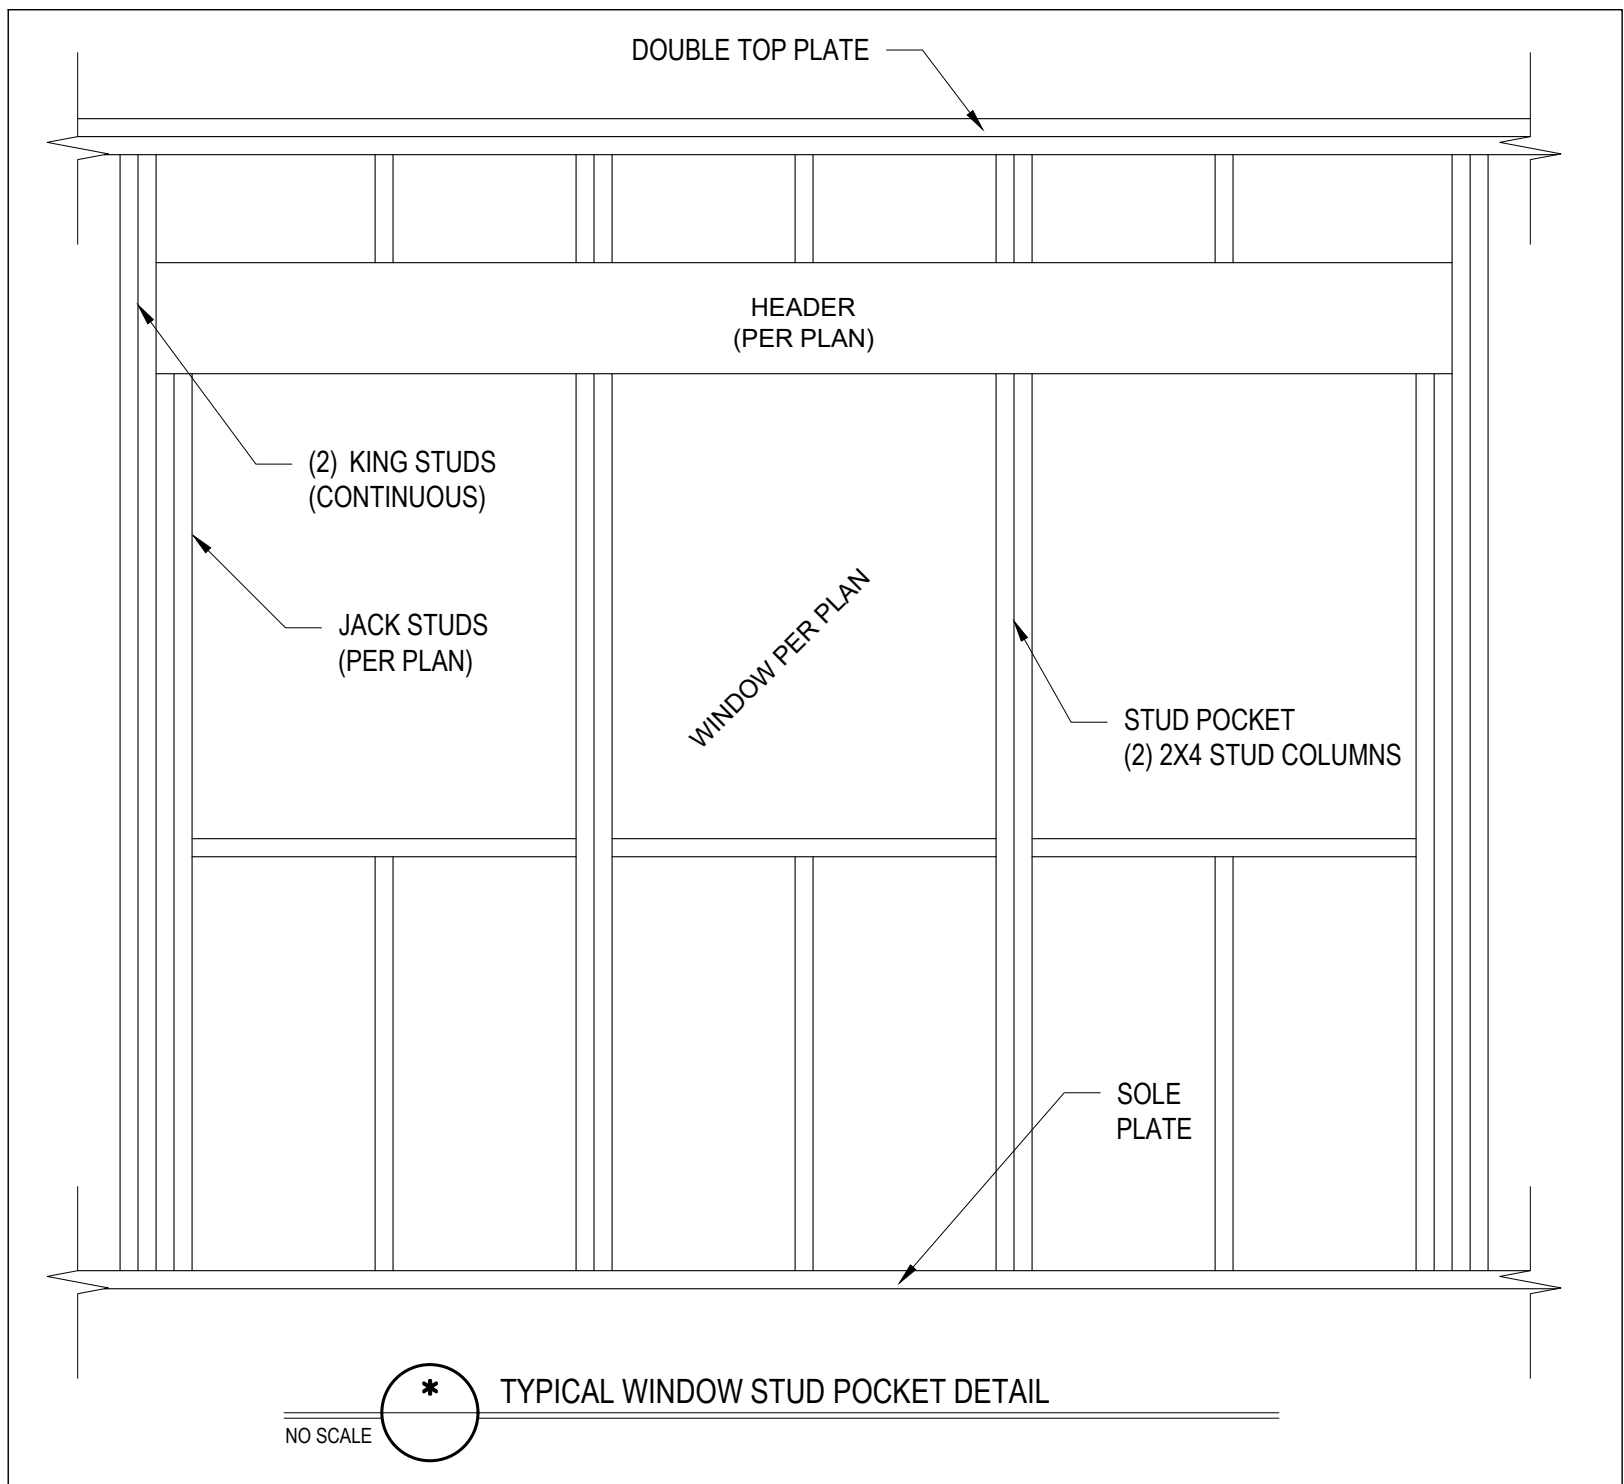 DOUBLE TOP PLATE
HEADER
(PER PLAN)
(2) KING STUDS
(CONTINUOUS)
JACK STUDS
(PER PLAN)
WINDOW PER PLAN
STUD POCKET
(2) 2X4 STUD COLUMNS
SOLE
PLATE
*
TYPICAL WINDOW STUD POCKET DETAIL
NO SCALE